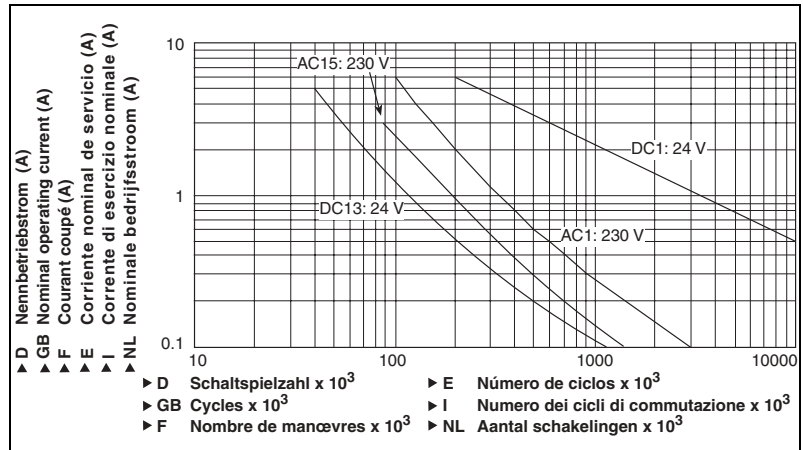 ▶ D Nennbetriebstrom (A)
▶ GB Nominal operating current (A)
▶ F Courant coupé (A)
▶ E Corriente nominal de servicio (A)
▶ I Corrente di esercizio nominale (A)
▶ NL Nominale bedrijfsstroom (A)
10
AC15: 230 V
DC1: 24 V
1
DC13: 24 V
AC1: 230 V
0.1
10 100 1000 10000
▶ D Schaltspielzahl x 10³
▶ GB Cycles x 10³
▶ F Nombre de manœvres x 10³
▶ E Número de ciclos x 10³
▶ I Numero dei cicli di commutazione x 10³
▶ NL Aantal schakelingen x 10³